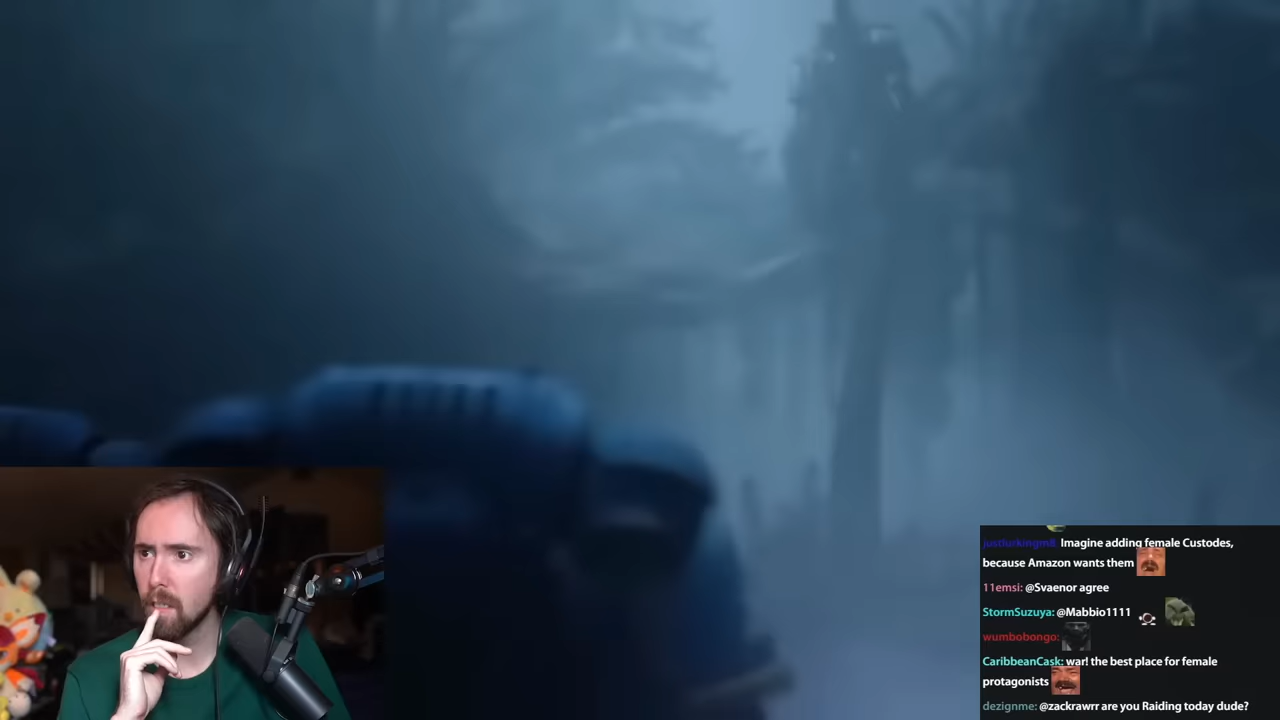 justlurkingm8 Imagine adding female Custodes,
because Amazon wants them
11emsi: @Svaenor agree
StormSuzuya: @Mabbio1111
wumbobongo:
CaribbeanCask: war! the best place for female
protagonists
dezignme: @zackrawrr are you Raiding today dude?